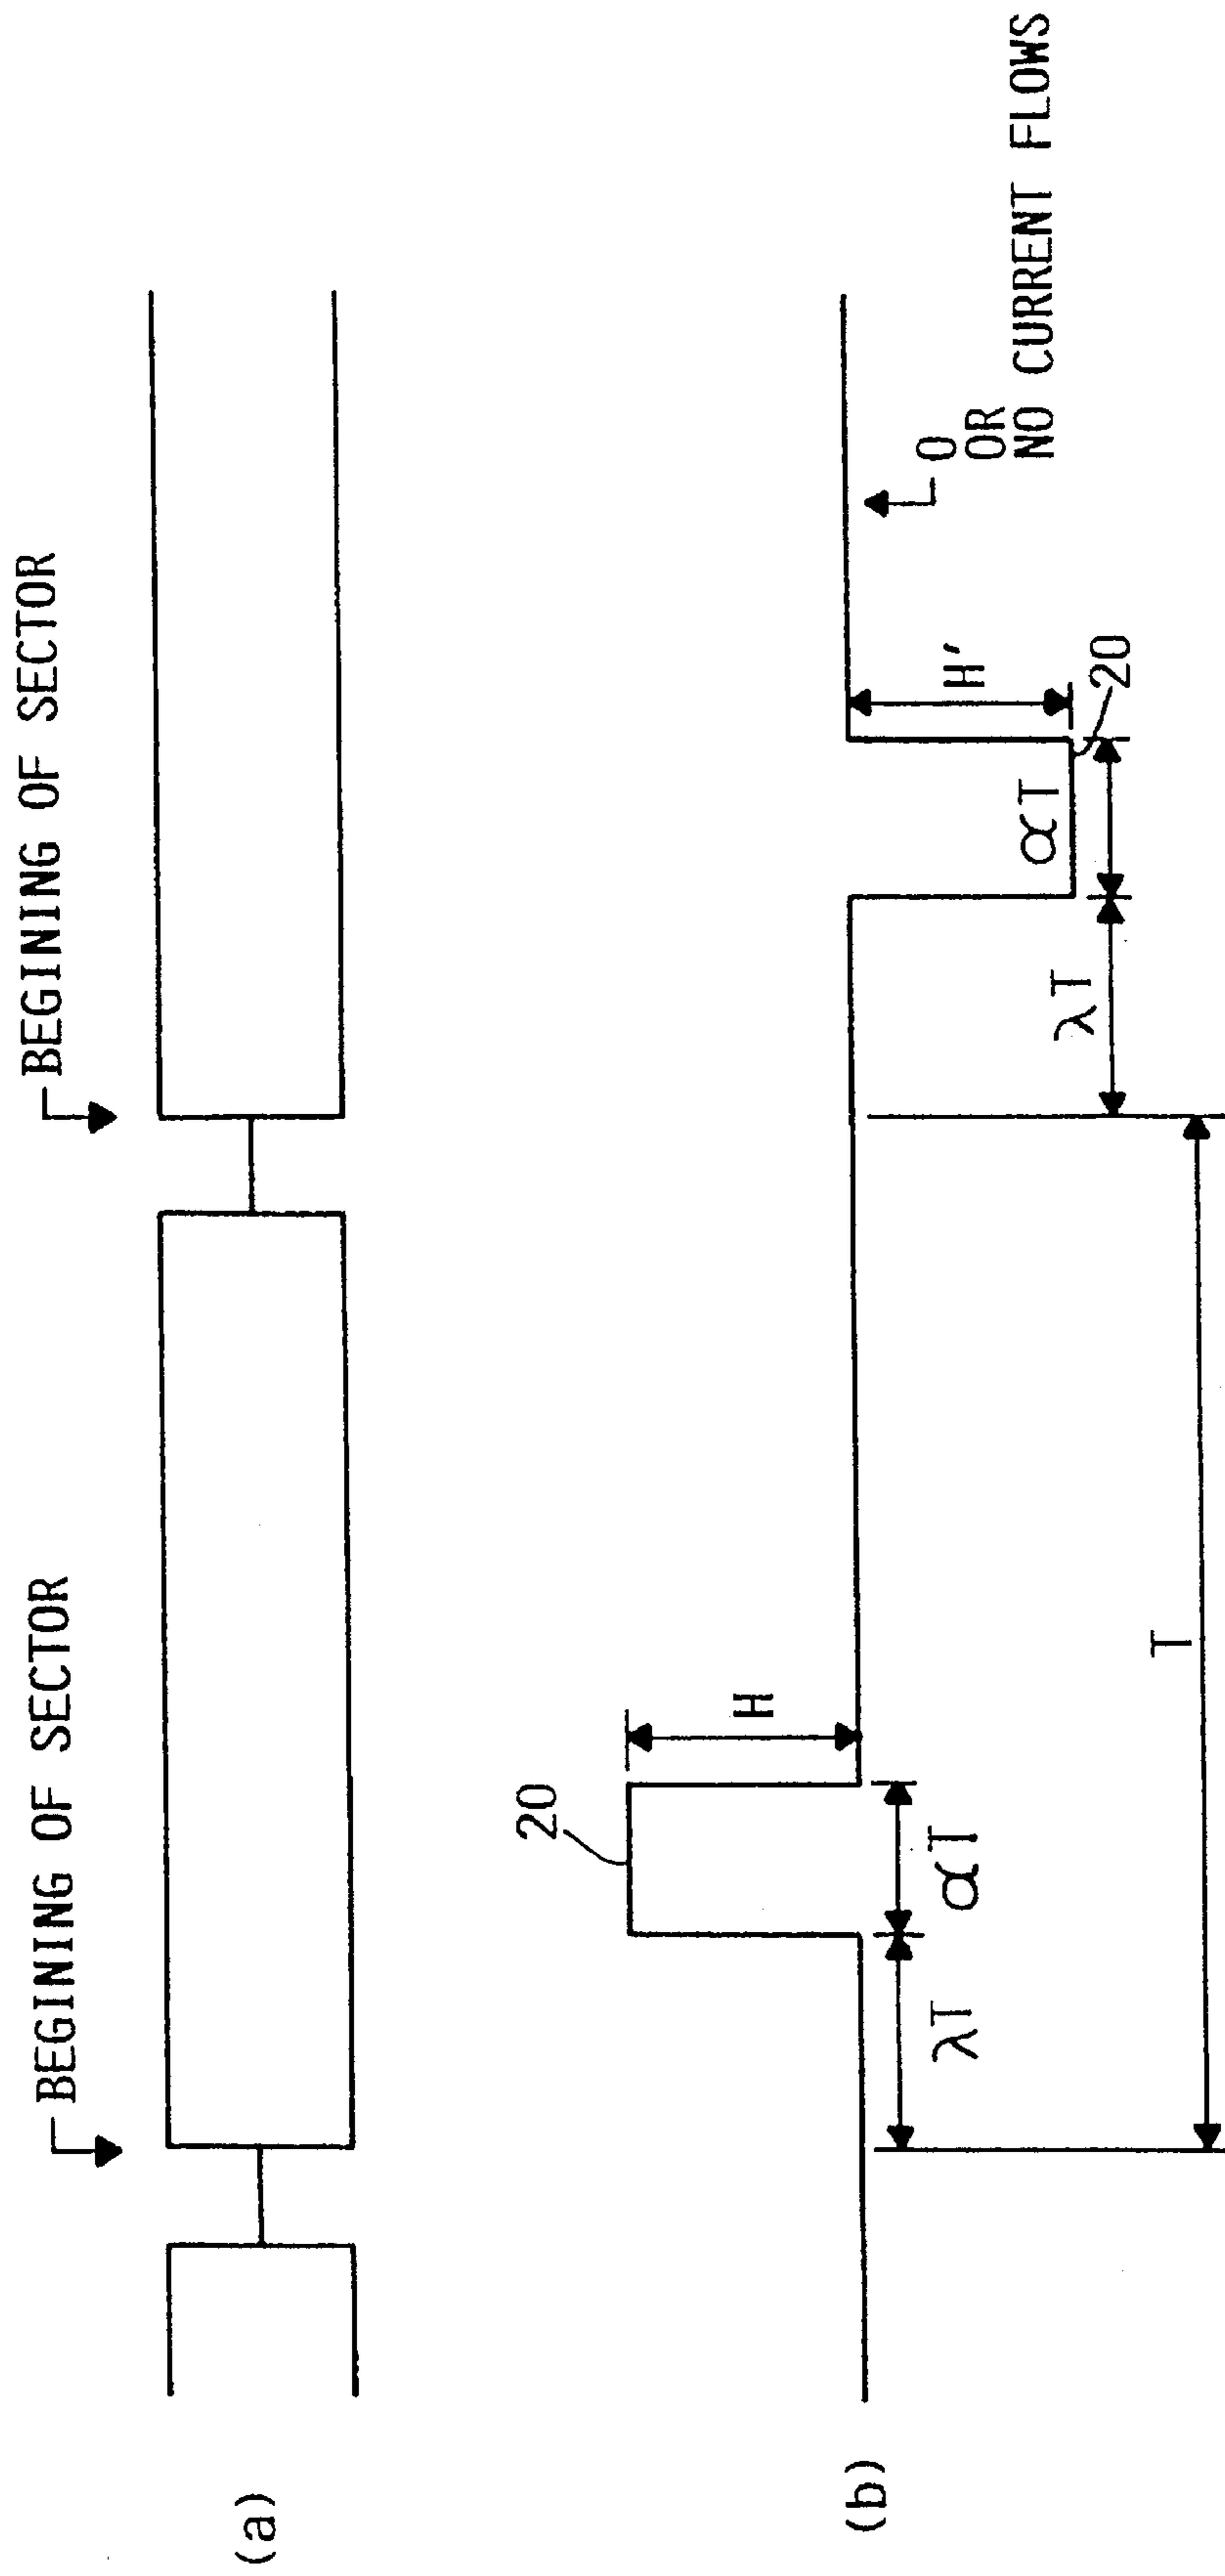 BEGINING OF SECTOR
BEGINING OF SECTOR
(a)
20
H
αT
λT
T
H'
20
αT
λT
0
OR
NO CURRENT FLOWS
(b)